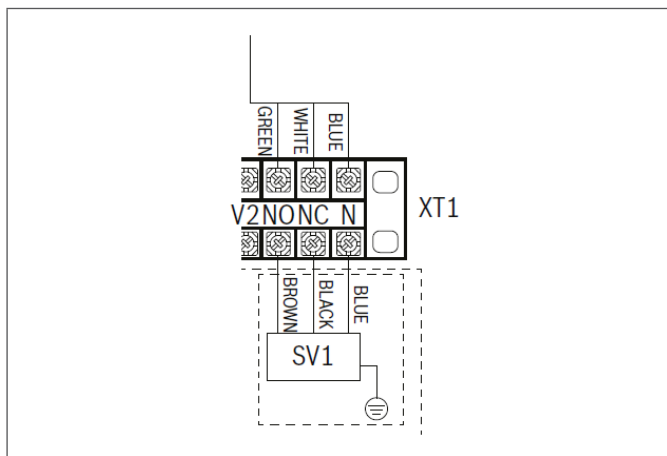 GREEN WHITE BLUE
V2 NO NC N
XT1
BROWN BLACK BLUE
SV1